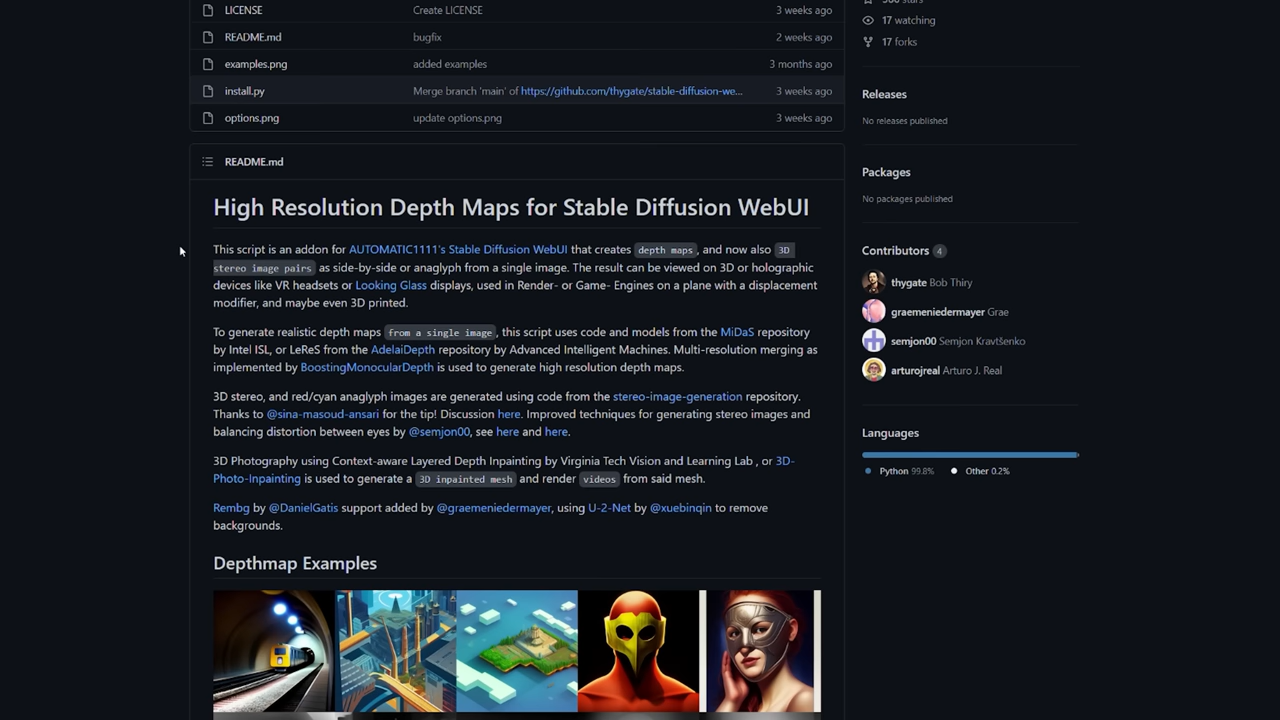 LICENSE Create LICENSE 3 weeks ago
README.md bugfix 2 weeks ago
examples.png added examples 3 months ago
install.py Merge branch 'main' of https://github.com/thygate/stable-diffusion-we... 3 weeks ago
options.png update options.png 3 weeks ago
README.md
High Resolution Depth Maps for Stable Diffusion WebUI
This script is an addon for AUTOMATIC1111's Stable Diffusion WebUI that creates depth maps, and now also 3D
stereo image pairs as side-by-side or anaglyph from a single image. The result can be viewed on 3D or holographic
devices like VR headsets or Looking Glass displays, used in Render- or Game- Engines on a plane with a displacement
modifier, and maybe even 3D printed.
To generate realistic depth maps from a single image, this script uses code and models from the MiDaS repository
by Intel ISL, or LeReS from the AdelaiDepth repository by Advanced Intelligent Machines. Multi-resolution merging as
implemented by BoostingMonocularDepth is used to generate high resolution depth maps.
3D stereo, and red/cyan anaglyph images are generated using code from the stereo-image-generation repository.
Thanks to @sina-masoud-ansari for the tip! Discussion here. Improved techniques for generating stereo images and
balancing distortion between eyes by @semjon00, see here and here.
3D Photography using Context-aware Layered Depth Inpainting by Virginia Tech Vision and Learning Lab , or 3D-
Photo-Inpainting is used to generate a 3D inpainted mesh and render videos from said mesh.
Rembg by @DanielGatis support added by @graemeniedermayer, using U-2-Net by @xuebinqin to remove
backgrounds.
Depthmap Examples
stars
17 watching
17 forks
Releases
No releases published
Packages
No packages published
Contributors 4
thygate Bob Thiry
graemeniedermayer Grae
semjon00 Semjon Kravtšenko
arturojreal Arturo J. Real
Languages
Python 99.8% Other 0.2%